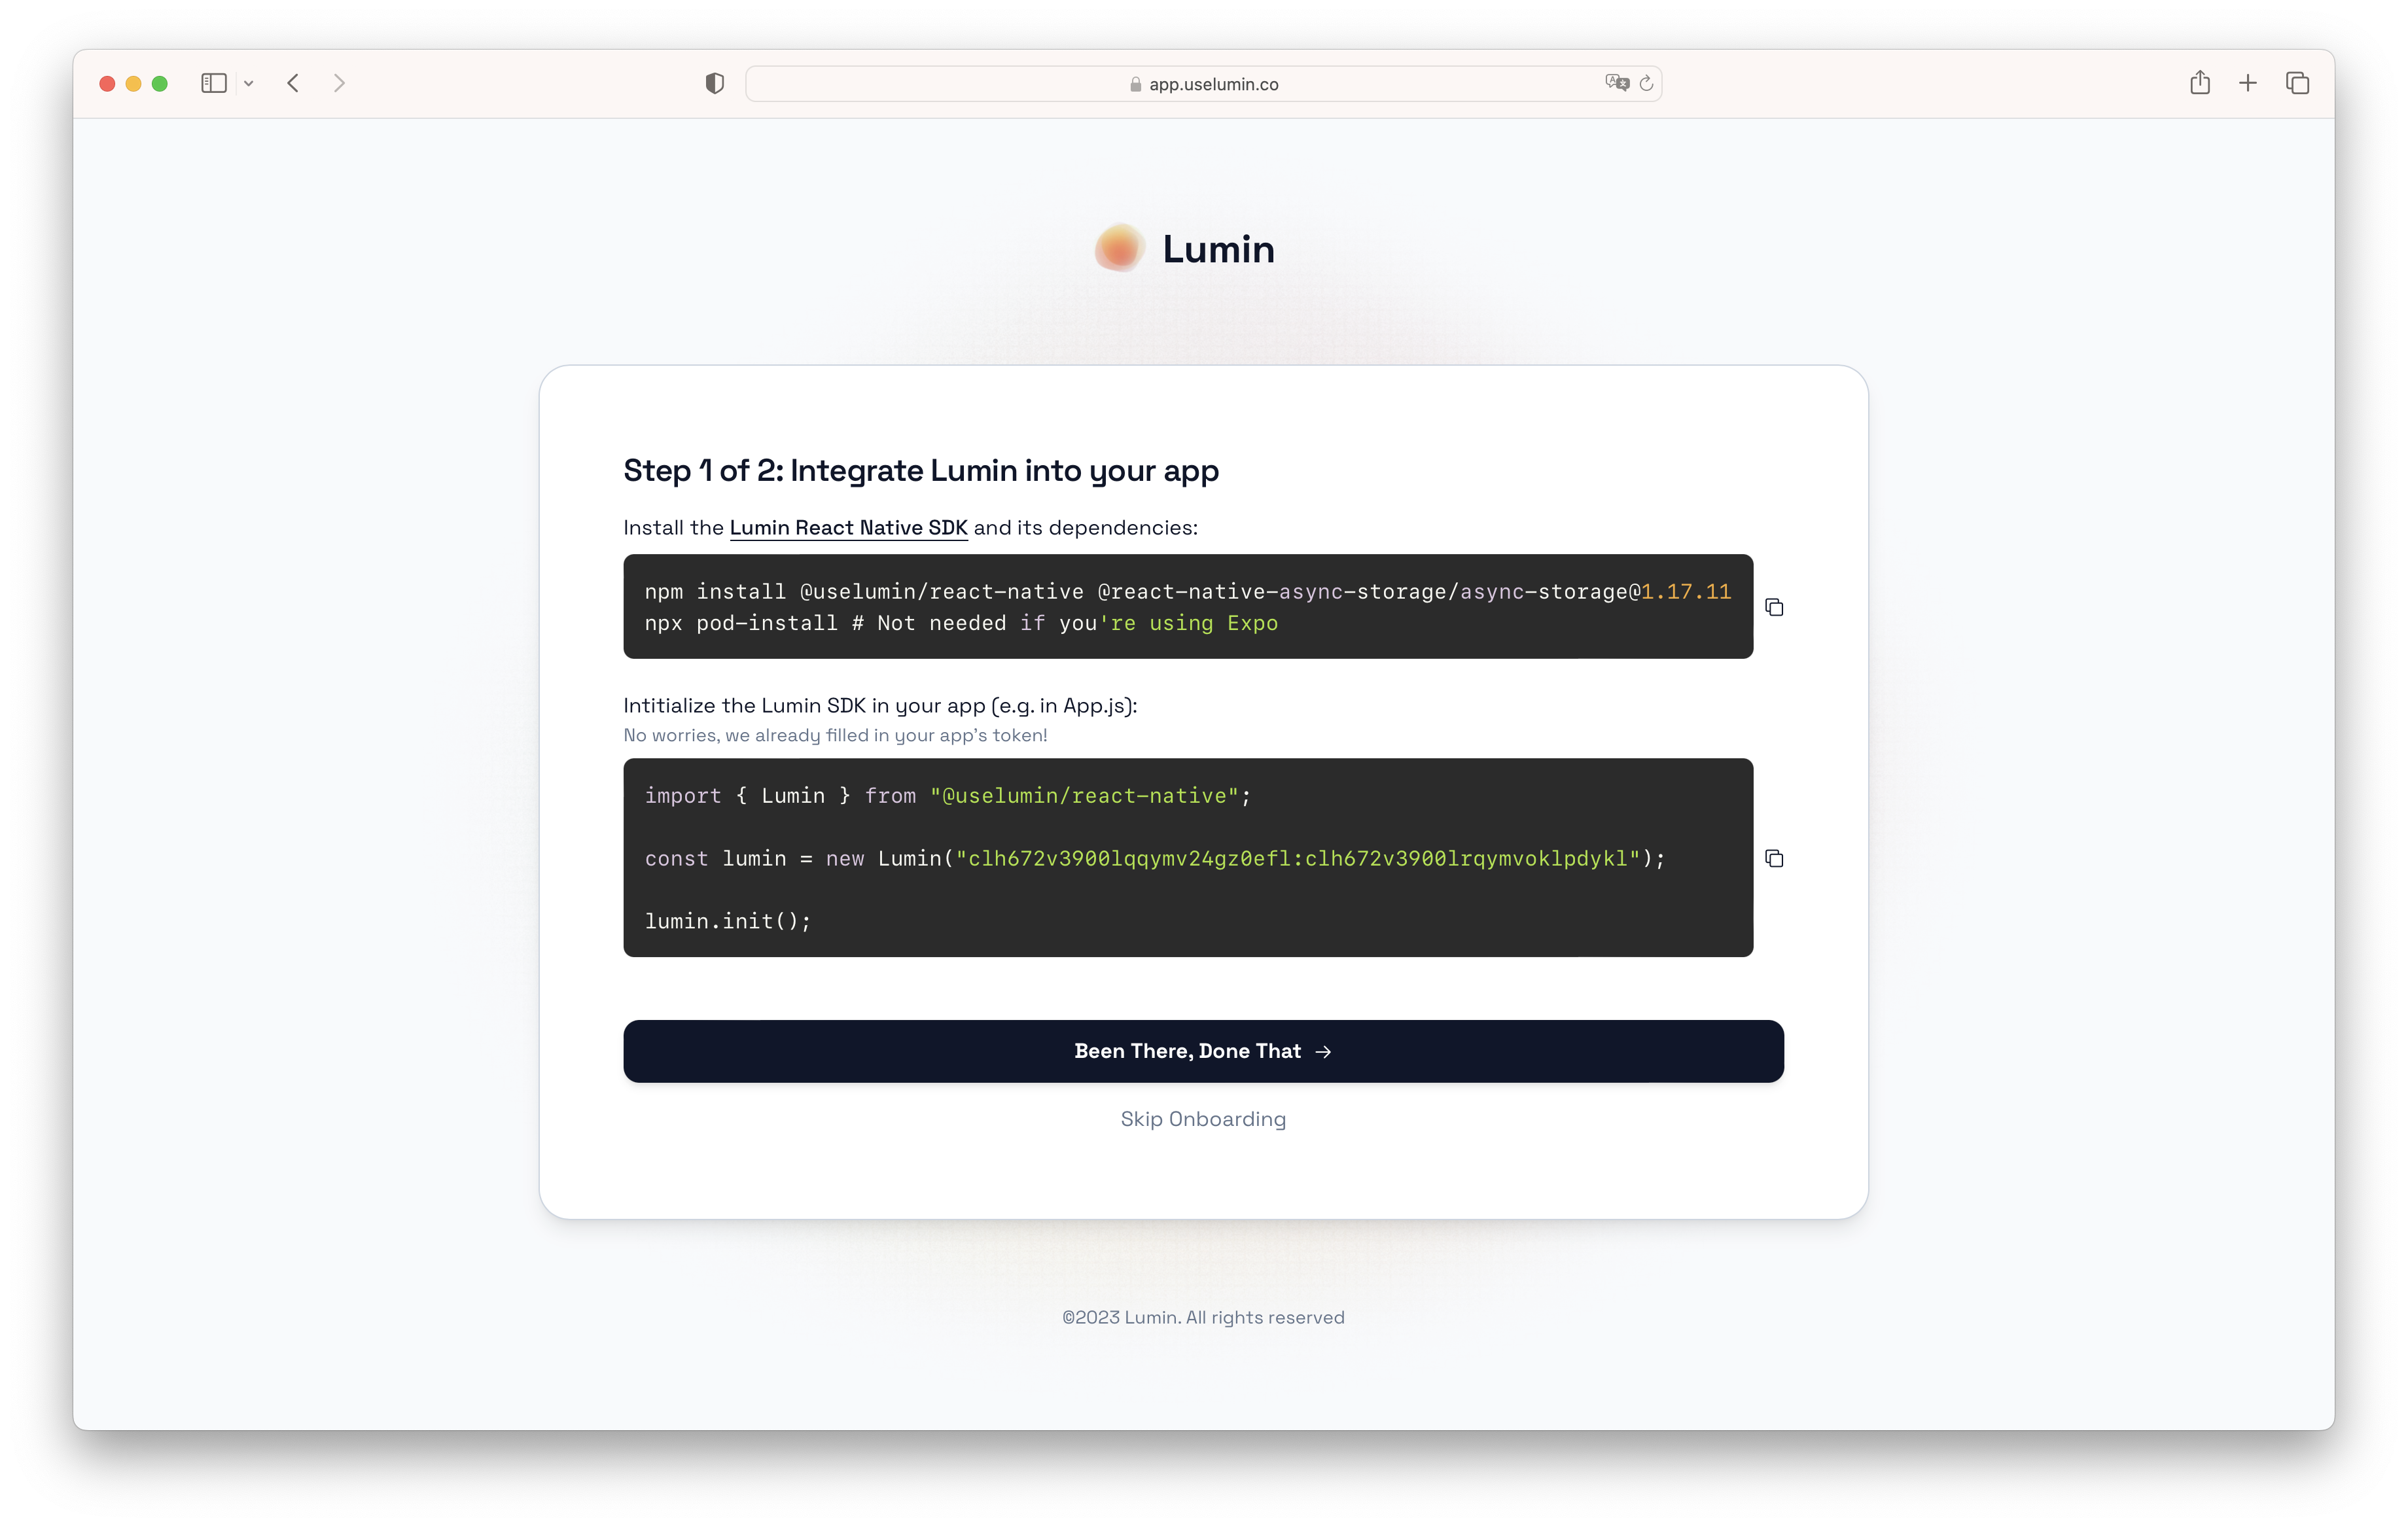 app.uselumin.co
Lumin
Step 1 of 2: Integrate Lumin into your app
Install the Lumin React Native SDK and its dependencies:
npm install @uselumin/react-native @react-native-async-storage/async-storage@1.17.11
npx pod-install # Not needed if you're using Expo
Intitialize the Lumin SDK in your app (e.g. in App.js):
No worries, we already filled in your app's token!
import { Lumin } from "@uselumin/react-native";
const lumin = new Lumin("clh672v3900lqqymv24gz0efl:clh672v3900lrqymvoklpdykl");
lumin.init();
Been There, Done That →
Skip Onboarding
©2023 Lumin. All rights reserved